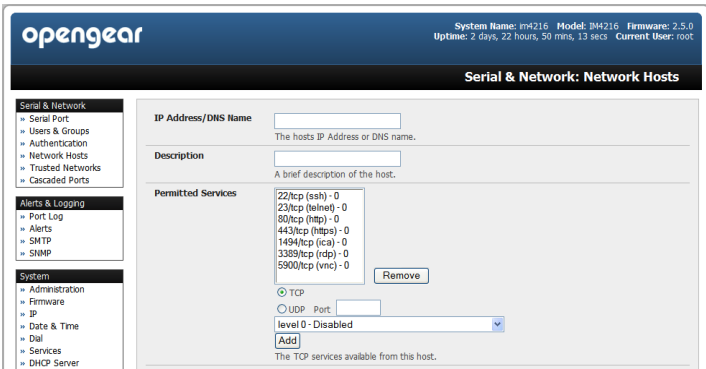 opengear
System Name: im4216 Model: IM4216 Firmware: 2.5.0
Uptime: 2 days, 22 hours, 50 mins, 13 secs Current User: root
Serial & Network: Network Hosts
Serial & Network
» Serial Port
» Users & Groups
» Authentication
» Network Hosts
» Trusted Networks
» Cascaded Ports
Alerts & Logging
» Port Log
» Alerts
» SMTP
» SNMP
System
» Administration
» Firmware
» IP
» Date & Time
» Dial
» Services
» DHCP Server
IP Address/DNS Name
The hosts IP Address or DNS name.
Description
A brief description of the host.
Permitted Services
22/tcp (ssh) - 0
23/tcp (telnet) - 0
80/tcp (http) - 0
443/tcp (https) - 0
1494/tcp (ica) - 0
3389/tcp (rdp) - 0
5900/tcp (vnc) - 0
Remove
TCP
UDP Port
level 0 - Disabled
Add
The TCP services available from this host.